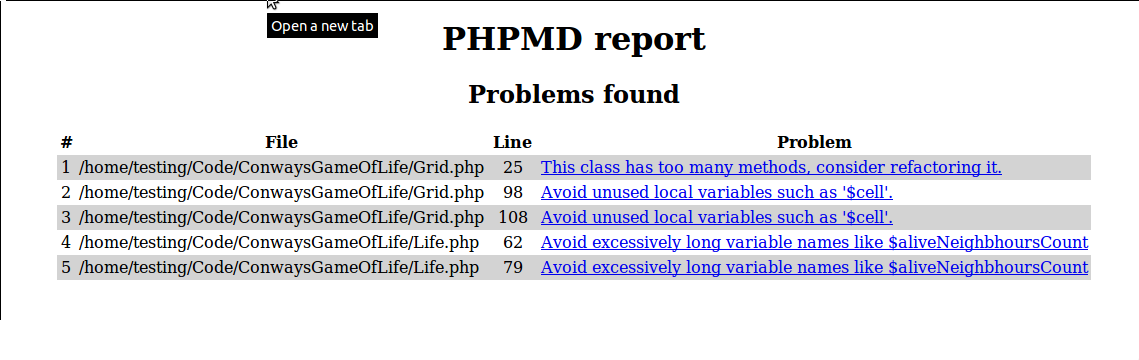 Open a new tab
PHPMD report
Problems found
# File Line Problem
1 /home/testing/Code/ConwaysGameOfLife/Grid.php 25 This class has too many methods, consider refactoring it.
2 /home/testing/Code/ConwaysGameOfLife/Grid.php 98 Avoid unused local variables such as '$cell'.
3 /home/testing/Code/ConwaysGameOfLife/Grid.php 108 Avoid unused local variables such as '$cell'.
4 /home/testing/Code/ConwaysGameOfLife/Life.php 62 Avoid excessively long variable names like $aliveNeighbhoursCount
5 /home/testing/Code/ConwaysGameOfLife/Life.php 79 Avoid excessively long variable names like $aliveNeighbhoursCount